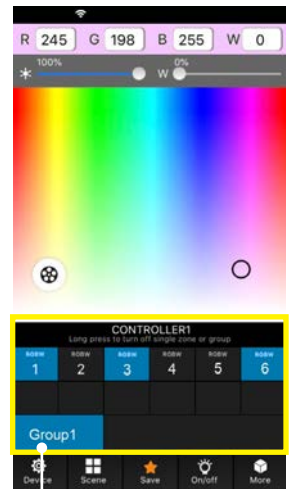 R 245 G 198 B 255 W 0
100% W 0%
CONTROLLER1
Long press to turn off single zone or group
RGBW RGBW RGBW RGBW RGBW RGBW
1 2 3 4 5 6
Group1
Device Scene Save On/off More